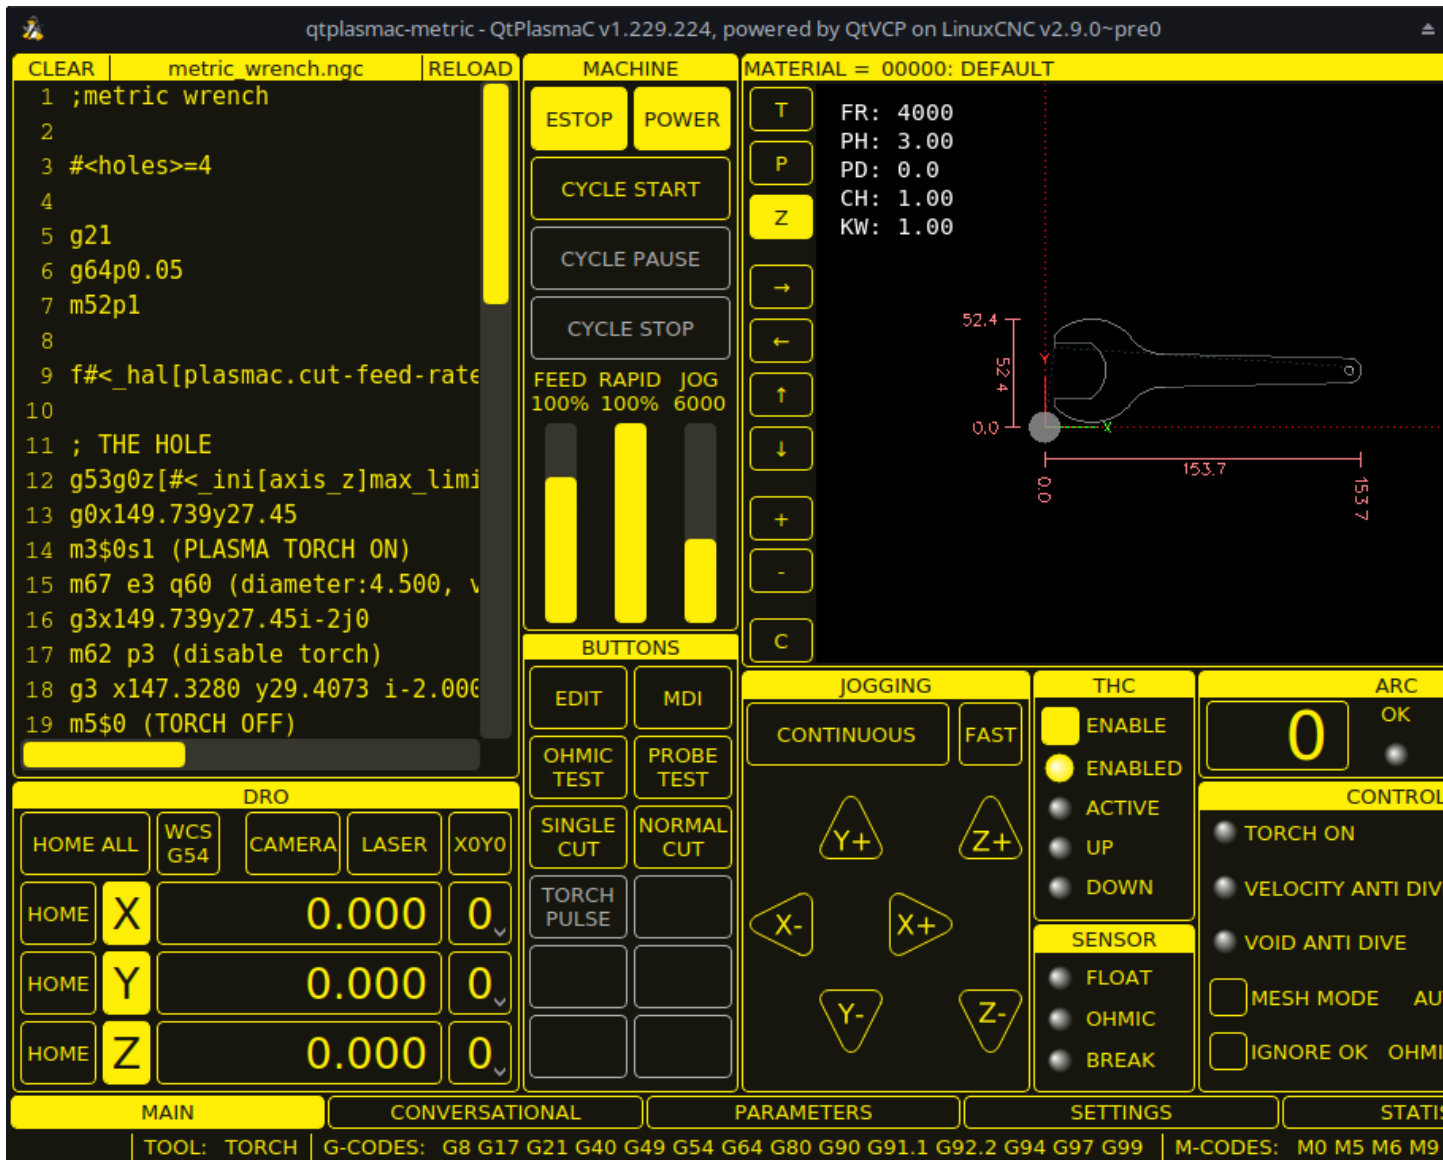 qtplasmac-metric - QtPlasmaC v1.229.224, powered by QtVCP on LinuxCNC v2.9.0~pre0
CLEAR metric_wrench.ngc RELOAD
1 ;metric wrench
2
3 #<holes>=4
4
5 g21
6 g64p0.05
7 m52p1
8
9 f#<_hal[plasmac.cut-feed-rate
10
11 ; THE HOLE
12 g53g0z[#<_ini[axis_z]max_limi
13 g0x149.739y27.45
14 m3$0s1 (PLASMA TORCH ON)
15 m67 e3 q60 (diameter:4.500, v
16 g3x149.739y27.45i-2j0
17 m62 p3 (disable torch)
18 g3 x147.3280 y29.4073 i-2.000
19 m5$0 (TORCH OFF)
MACHINE
ESTOP POWER
CYCLE START
CYCLE PAUSE
CYCLE STOP
FEED RAPID JOG
100% 100% 6000
MATERIAL = 00000: DEFAULT
T
P
Z
→
←
↑
↓
+
-
C
FR: 4000
PH: 3.00
PD: 0.0
CH: 1.00
KW: 1.00
52.4
52.4
0.0
Y
X
153.7
0.0
153.7
BUTTONS
EDIT MDI
OHMIC TEST
PROBE TEST
SINGLE CUT
NORMAL CUT
TORCH PULSE
DRO
HOME ALL WCS G54 CAMERA LASER X0Y0
HOME X 0.000 0
HOME Y 0.000 0
HOME Z 0.000 0
JOGGING
CONTINUOUS FAST
Y+ Z+
X- X+
Y- Z-
THC
ENABLE
ENABLED
ACTIVE
UP
DOWN
SENSOR
FLOAT
OHMIC
BREAK
ARC
0 OK
CONTROL
TORCH ON
VELOCITY ANTI DIV
VOID ANTI DIVE
MESH MODE AU
IGNORE OK OHMI
MAIN CONVERSATIONAL PARAMETERS SETTINGS STATIS
TOOL: TORCH G-CODES: G8 G17 G21 G40 G49 G54 G64 G80 G90 G91.1 G92.2 G94 G97 G99 M-CODES: M0 M5 M6 M9